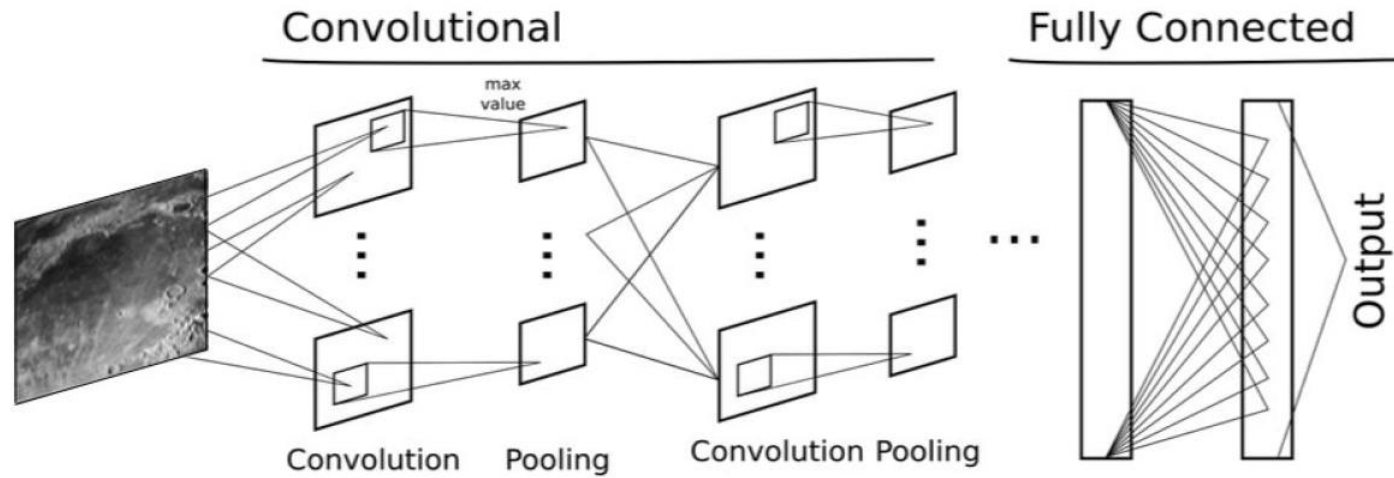 Convolutional
Fully Connected
max
value
Output
Convolution
Pooling
Convolution
Pooling